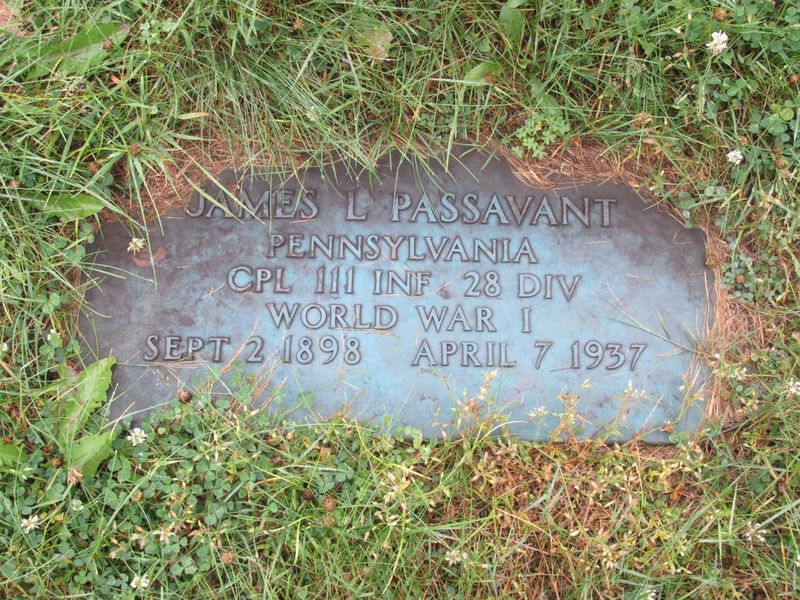 JAMES L PASSAVANT
PENNSYLVANIA
CPL 111 INF 28 DIV
WORLD WAR I
SEPT 2 1898 APRIL 7 1937